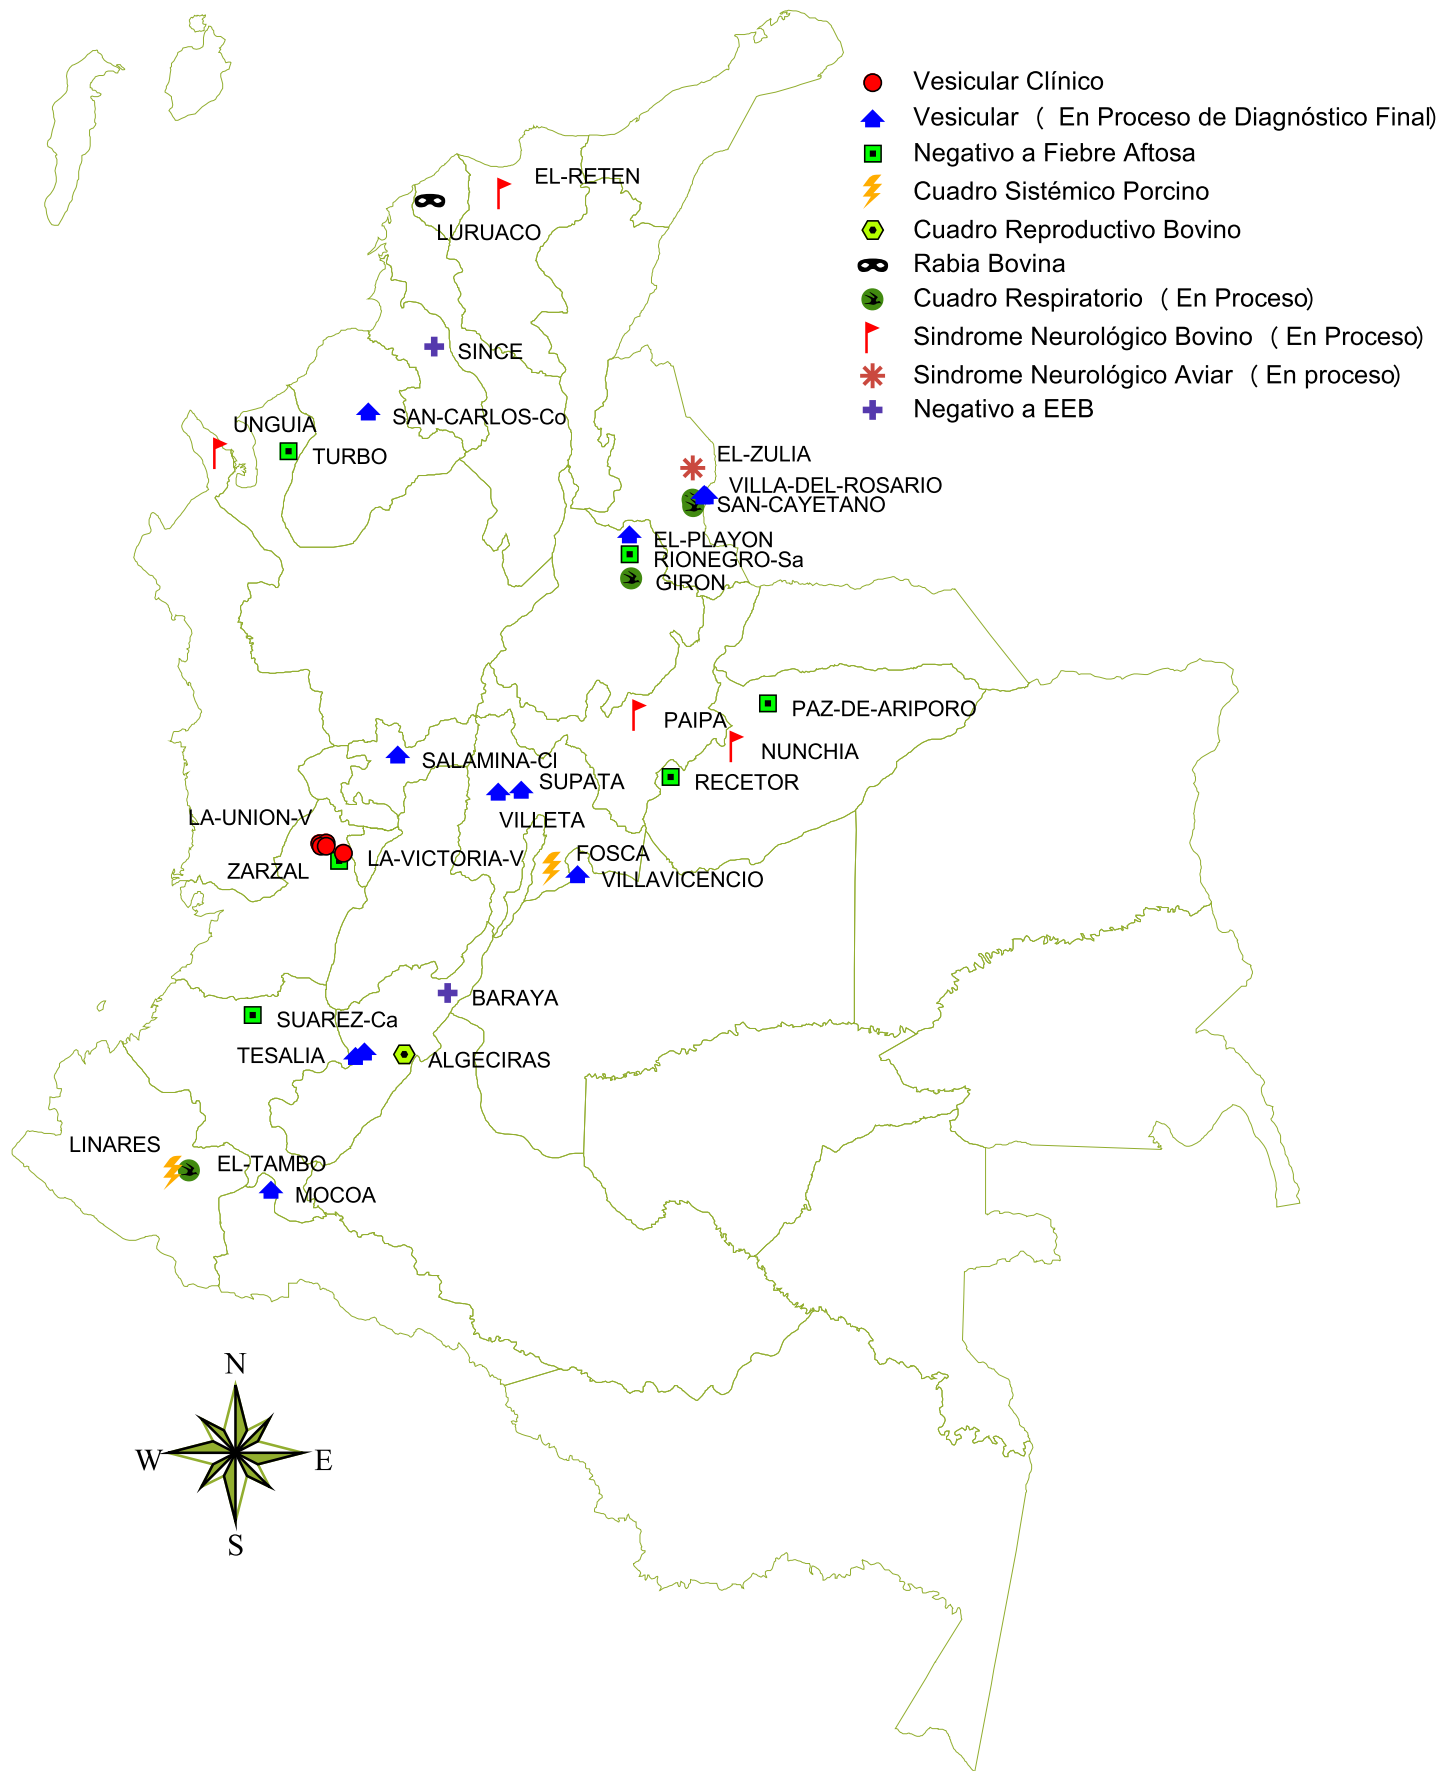 Vesicular Clínico
Vesicular ( En Proceso de Diagnóstico Final)
Negativo a Fiebre Aftosa
Cuadro Sistémico Porcino
Cuadro Reproductivo Bovino
Rabia Bovina
Cuadro Respiratorio ( En Proceso)
Sindrome Neurológico Bovino ( En Proceso)
Sindrome Neurológico Aviar ( En proceso)
Negativo a EEB
EL-RETEN
LURUACO
SINCE
SAN-CARLOS-Co
UNGUIA
TURBO
EL-ZULIA
VILLA-DEL-ROSARIO
SAN-CAYETANO
EL-PLAYON
RIONEGRO-Sa
GIRON
PAZ-DE-ARIPORO
PAIPA
NUNCHIA
SALAMINA-Cl
SUPATA
RECETOR
LA-UNION-V
VILLETA
LA-VICTORIA-V
FOSCA
ZARZAL
VILLAVICENCIO
BARAYA
SUAREZ-Ca
TESALIA
ALGECIRAS
LINARES
EL-TAMBO
MOCOA
N
W
E
S